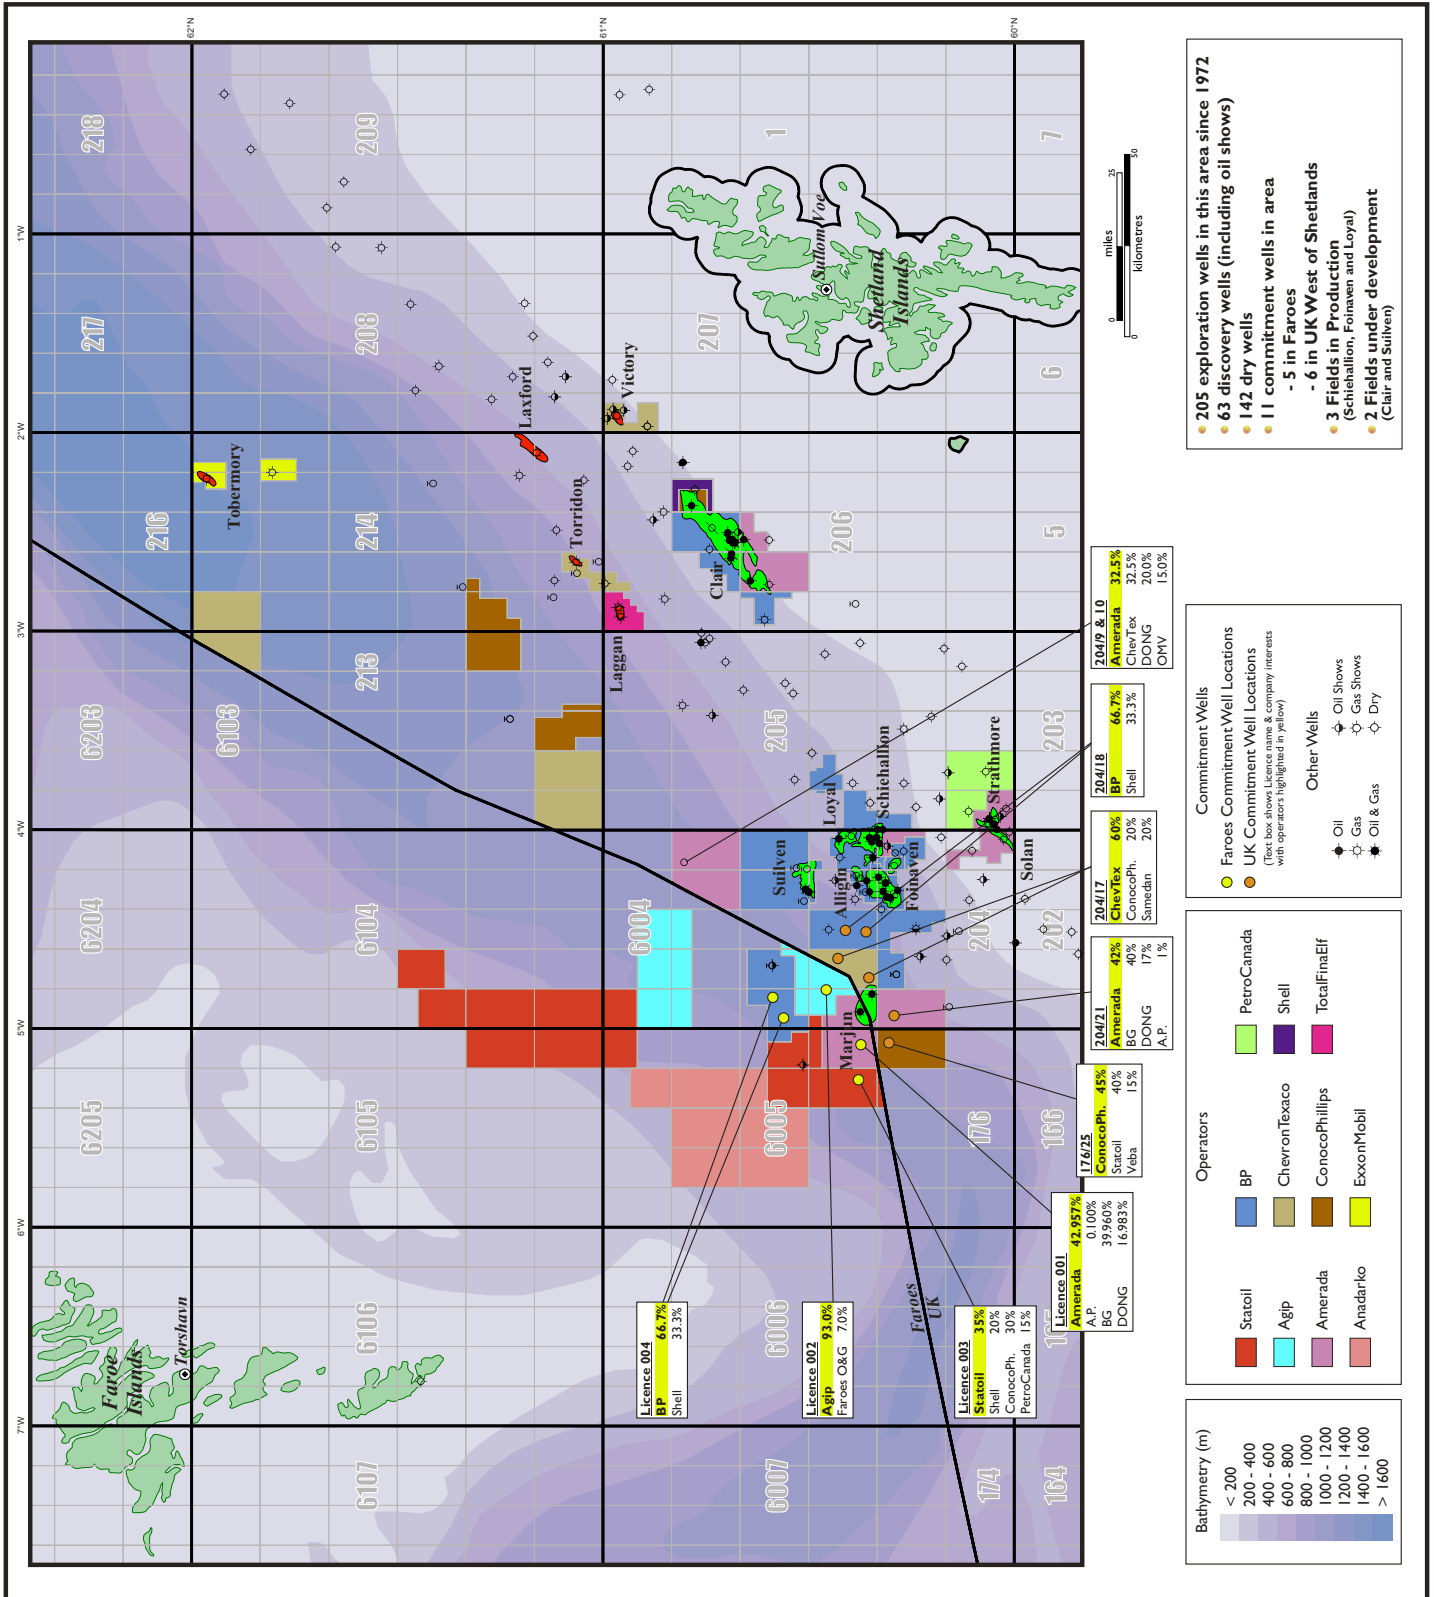 62°N
61°N
60°N
1°W
2°W
3°W
4°W
5°W
6°W
7°W
218
209
1
7
217
208
207
6
216
214
206
5
213
205
203
6203
6103
6204
6104
6004
204
202
6205
6105
6005
176
166
6106
6006
6107
6007
174
164
Faroe
Islands
Torshavn
Shetland
Islands
Sullom Voe
Tobermory
Laxford
Victory
Torridon
Laggan
Clair
Suilven
Loyal
Schiehallion
Alligin
Foinaven
Strathmore
Solan
Marjun
Faroes
UK
Licence 004
BP 66.7%
Shell 33.3%
Licence 002
Agip 93.0%
Faroes O&G 7.0%
Licence 003
Statoil 35%
Shell 20%
ConocoPh. 30%
PetroCanada 15%
Licence 001
Amerada 42.957%
A.P. 0.100%
BG 39.960%
DONG 16.983%
176/25
ConocoPh. 45%
Statoil 40%
Veba 15%
204/21
Amerada 42%
BG 40%
DONG 17%
A.P. 1%
204/17
ChevTex 60%
ConocoPh. 20%
Samedan 20%
204/18
BP 66.7%
Shell 33.3%
204/9 & 10
Amerada 32.5%
ChevTex 32.5%
DONG 20.0%
OMV 15.0%
0 25
miles
0 50
kilometres
Bathymetry (m)
< 200
200 - 400
400 - 600
600 - 800
800 - 1000
1000 - 1200
1200 - 1400
1400 - 1600
> 1600
Operators
Statoil
Agip
Amerada
Anadarko
BP
ChevronTexaco
ConocoPhillips
ExxonMobil
PetroCanada
Shell
TotalFinaElf
Commitment Wells
Faroes Commitment Well Locations
UK Commitment Well Locations
(Text box shows Licence name & company interests
with operators highlighted in yellow)
Other Wells
Oil
Gas
Oil & Gas
Oil Shows
Gas Shows
Dry
205 exploration wells in this area since 1972
63 discovery wells (including oil shows)
142 dry wells
11 commitment wells in area
- 5 in Faroes
- 6 in UK West of Shetlands
3 Fields in Production
(Schiehallion, Foinaven and Loyal)
2 Fields under development
(Clair and Suilven)